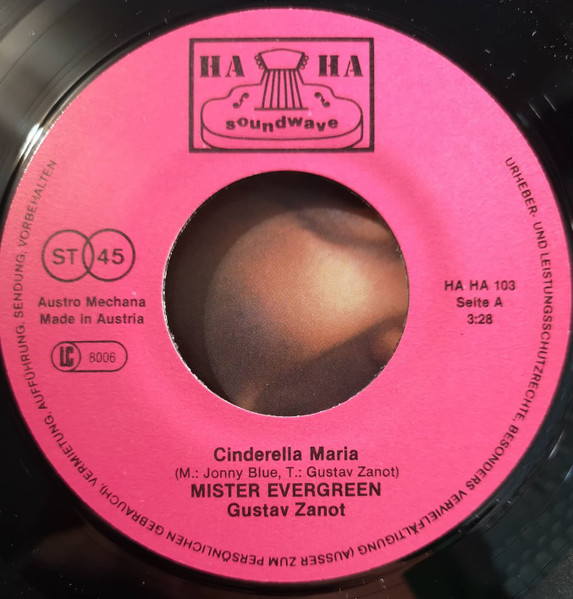 HA HA
soundwave
ST 45
Austro Mechana
Made in Austria
LC 8006
HA HA 103
Seite A
3:28
Cinderella Maria
(M.: Jonny Blue, T.: Gustav Zanot)
MISTER EVERGREEN
Gustav Zanot
URHEBER- UND LEISTUNGSSCHUTZRECHTE, BESONDERS VERVIELFÄLTIGUNG (AUSSER ZUM PERSÖNLICHEN GEBRAUCH), VERMIETUNG, AUFFÜHRUNG, SENDUNG, VORBEHALTEN